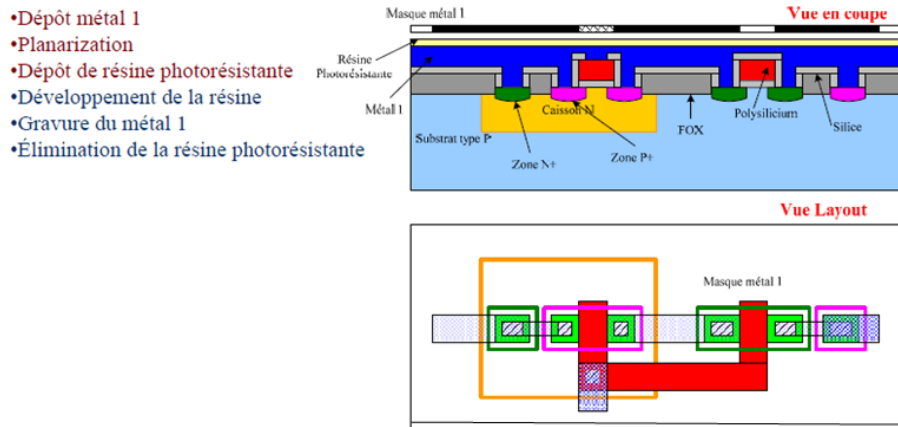 •Dépôt métal 1
•Planarization
•Dépôt de résine photorésistante
•Développement de la résine
•Gravure du métal 1
•Élimination de la résine photorésistante
Masque métal 1
Vue en coupe
Résine
Photorésistante
Métal 1
Caisson N
Polysilicium
Substrat type P
FOX
Silice
Zone N+
Zone P+
Vue Layout
Masque métal 1